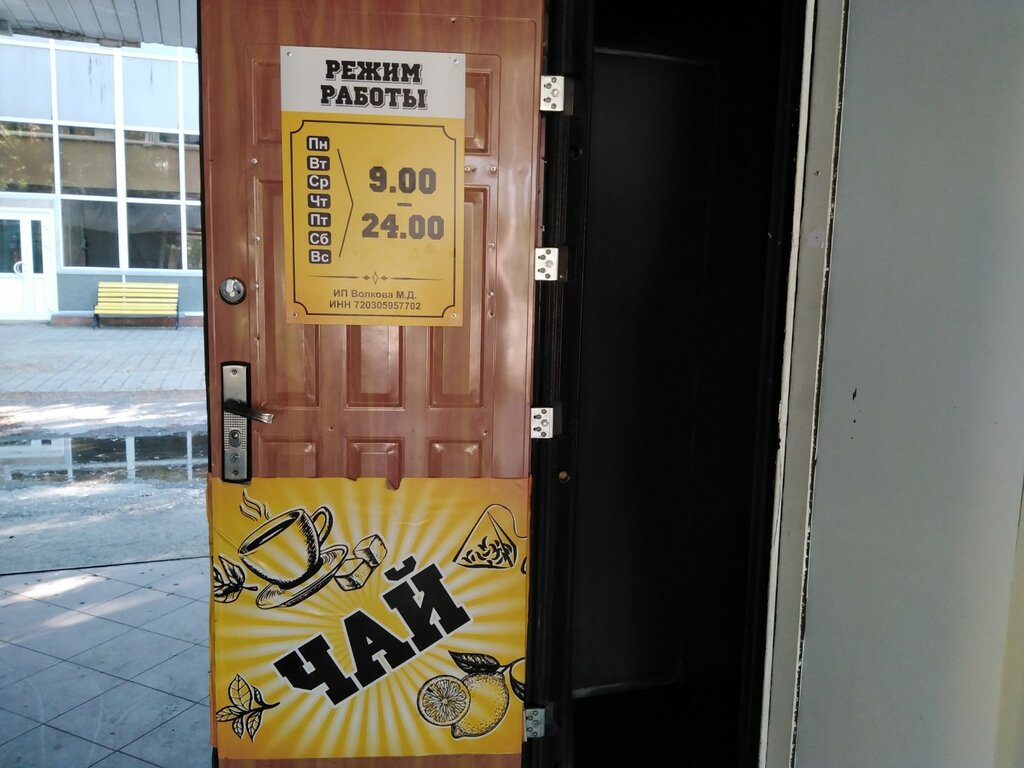 РЕЖИМ
РАБОТЫ
Пн
Вт
Ср
Чт
Пт
Сб
Вс
9.00
–
24.00
ИП Волкова М.Д.
ИНН 720305957702
ЧАЙ